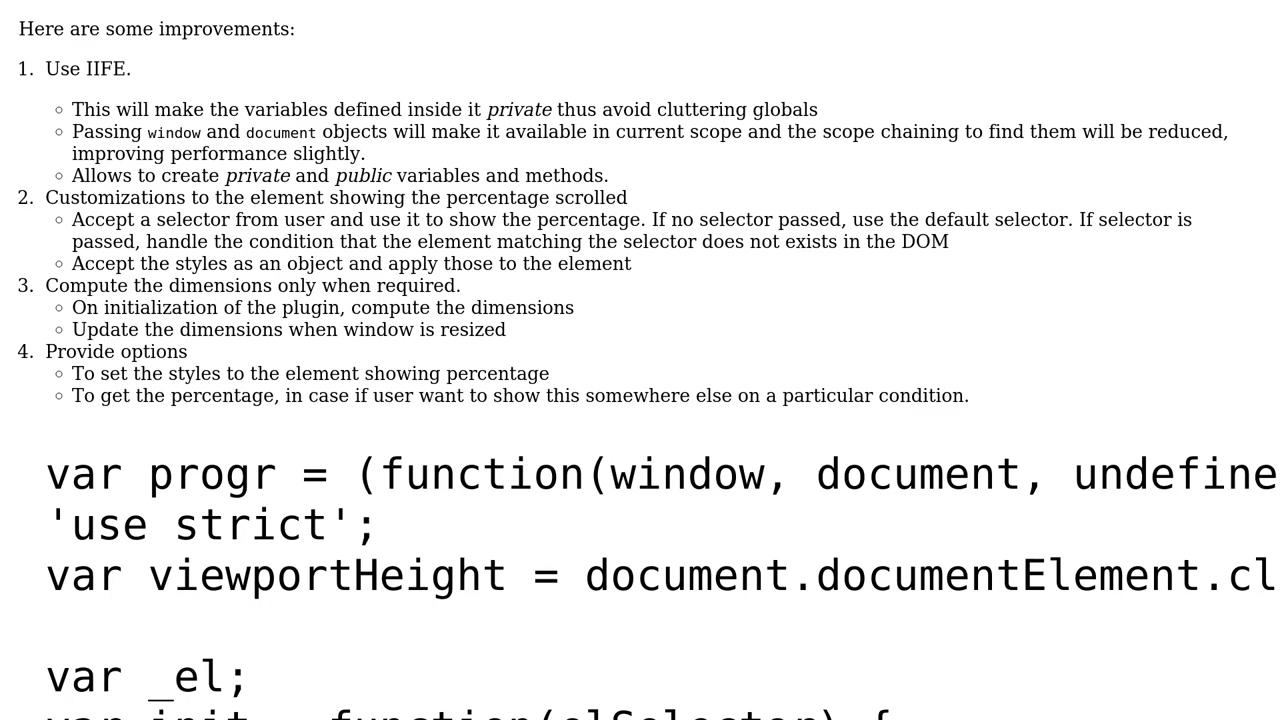 Here are some improvements:
1. Use IIFE.
◦ This will make the variables defined inside it private thus avoid cluttering globals
◦ Passing window and document objects will make it available in current scope and the scope chaining to find them will be reduced,
improving performance slightly.
◦ Allows to create private and public variables and methods.
2. Customizations to the element showing the percentage scrolled
◦ Accept a selector from user and use it to show the percentage. If no selector passed, use the default selector. If selector is
passed, handle the condition that the element matching the selector does not exists in the DOM
◦ Accept the styles as an object and apply those to the element
3. Compute the dimensions only when required.
◦ On initialization of the plugin, compute the dimensions
◦ Update the dimensions when window is resized
4. Provide options
◦ To set the styles to the element showing percentage
◦ To get the percentage, in case if user want to show this somewhere else on a particular condition.
var progr = (function(window, document, undefine
'use strict';
var viewportHeight = document.documentElement.cl
var _el;
var init = function(elSelector) {